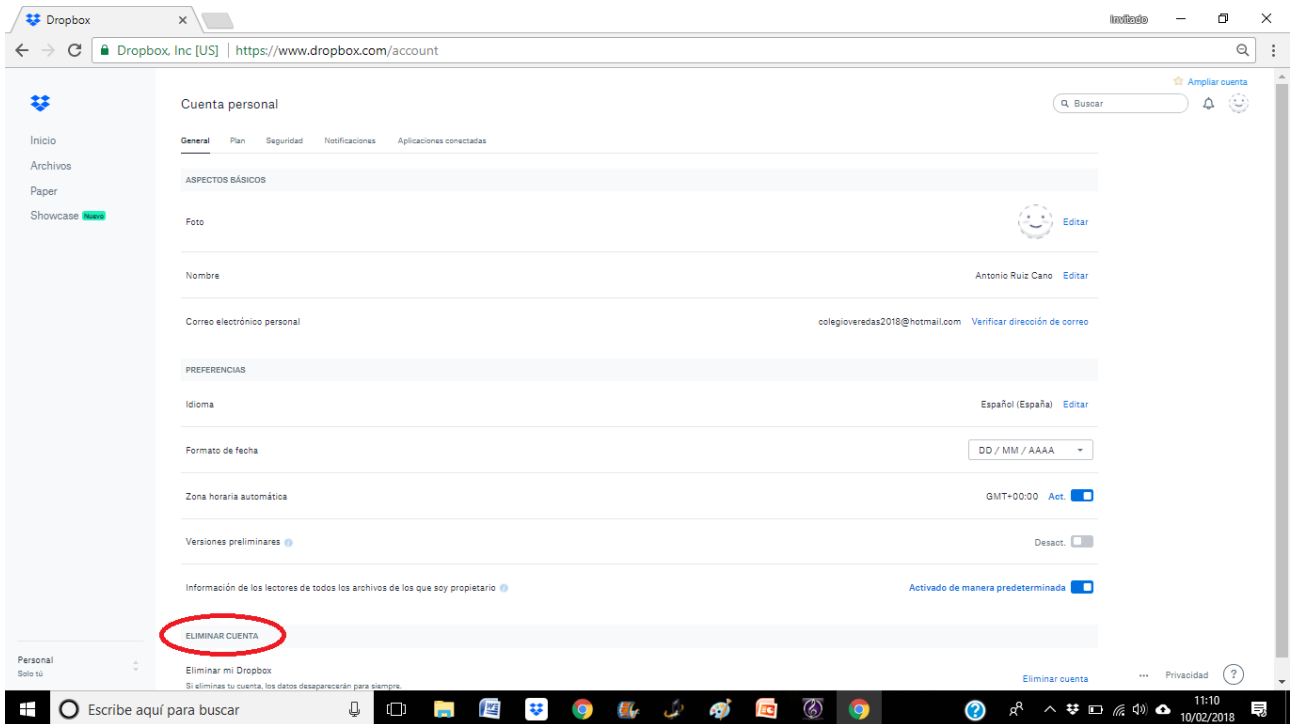 Dropbox
Invitado
Dropbox, Inc [US] | https://www.dropbox.com/account
Ampliar cuenta
Cuenta personal
Buscar
Inicio
Archivos
Paper
Showcase Nuevo
General Plan Seguridad Notificaciones Aplicaciones conectadas
ASPECTOS BÁSICOS
Foto Editar
Nombre Antonio Ruiz Cano Editar
Correo electrónico personal colegioveredas2018@hotmail.com Verificar dirección de correo
PREFERENCIAS
Idioma Español (España) Editar
Formato de fecha DD / MM / AAAA
Zona horaria automática GMT+00:00 Act.
Versiones preliminares Desact.
Información de los lectores de todos los archivos de los que soy propietario Activado de manera predeterminada
ELIMINAR CUENTA
Eliminar mi Dropbox
Si eliminas tu cuenta, los datos desaparecerán para siempre.
Eliminar cuenta
Personal
Solo tú
Privacidad ?
Escribe aquí para buscar
11:10
10/02/2018